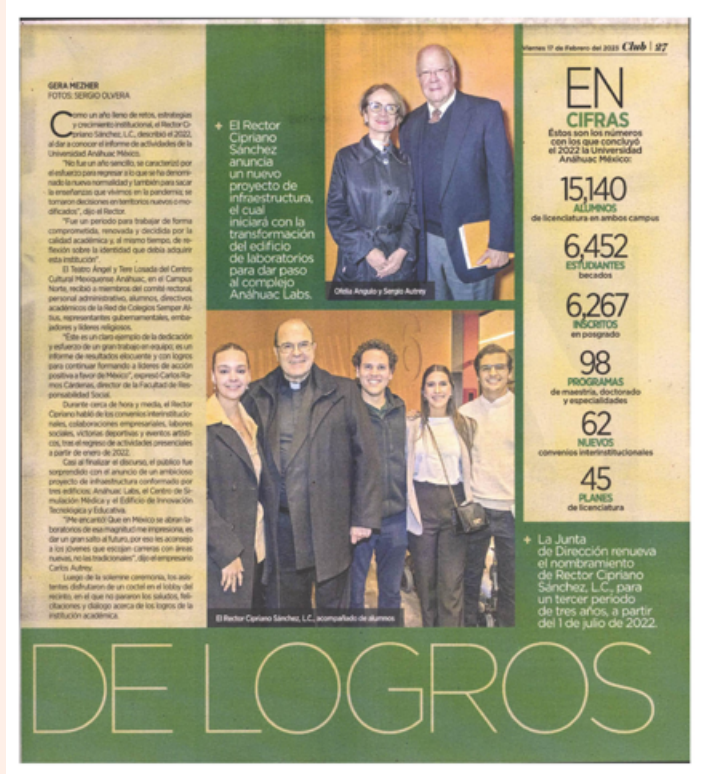 Viernes 17 de Febrero del 2023 Club | 27
GERA MEZHER
FOTOS: SERGIO OLVERA
Como un año lleno de retos, estrategias
y crecimiento institucional, el Rector Ci-
priano Sánchez, L.C., describió el 2022,
al dar a conocer el informe de actividades de la
Universidad Anáhuac México.
"No fue un año sencillo, se caracterizó por
el esfuerzo para regresar a lo que se ha denomi-
nado la nueva normalidad y también para sacar
la enseñanzas que vivimos en la pandemia; se
tomaron decisiones en territorios nuevos o mo-
dificados", dijo el Rector.
"Fue un periodo para trabajar de forma
comprometida, renovada y decidida por la
calidad académica y, al mismo tiempo, de re-
flexión sobre la identidad que debía adquirir
esta institución".
El Teatro Ángel y Tere Losada del Centro
Cultural Mexiquense Anáhuac, en el Campus
Norte, recibió a miembros del comité rectoral,
personal administrativo, alumnos, directivos
académicos de la Red de Colegios Semper Al-
tius, representantes gubernamentales, emba-
jadores y líderes religiosos.
"Éste es un claro ejemplo de la dedicación
y esfuerzo de un gran trabajo en equipo; es un
informe de resultados elocuente y con logros
para continuar formando a líderes de acción
positiva a favor de México", expresó Carlos Ra-
mos Cárdenas, director de la Facultad de Res-
ponsabilidad Social.
Durante cerca de hora y media, el Rector
Cipriano habló de los convenios interinstitucio-
nales, colaboraciones empresariales, labores
sociales, victorias deportivas y eventos artísti-
cos, tras el regreso de actividades presenciales
a partir de enero de 2022.
Casi al finalizar el discurso, el público fue
sorprendido con el anuncio de un ambicioso
proyecto de infraestructura conformado por
tres edificios: Anáhuac Labs, el Centro de Si-
mulación Médica y el Edificio de Innovación
Tecnológica y Educativa.
"¡Me encantó! Que en México se abran la-
boratorios de esa magnitud me impresiona, es
dar un gran salto al futuro, por eso les aconsejo
a los jóvenes que escojan carreras con áreas
nuevas, no las tradicionales", dijo el empresario
Carlos Autrey.
Luego de la solemne ceremonia, los asis-
tentes disfrutaron de un coctel en el lobby del
recinto, en el que no pararon los saludos, feli-
citaciones y diálogo acerca de los logros de la
institución académica.
+ El Rector
Cipriano
Sánchez
anuncia
un nuevo
proyecto de
infraestructura,
el cual
iniciará con la
transformación
del edificio
de laboratorios
para dar paso
al complejo
Anáhuac Labs.
Ofelia Angulo y Sergio Autrey
El Rector Cipriano Sánchez, L.C., acompañado de alumnos
EN
CIFRAS
Éstos son los números
con los que concluyó
el 2022 la Universidad
Anáhuac México:
15,140
ALUMNOS
de licenciatura en ambos campus
6,452
ESTUDIANTES
becados
6,267
INSCRITOS
en posgrado
98
PROGRAMAS
de maestría, doctorado
y especialidades
62
NUEVOS
convenios interinstitucionales
45
PLANES
de licenciatura
+ La Junta
de Dirección renueva
el nombramiento
de Rector Cipriano
Sánchez, L.C., para
un tercer periodo
de tres años, a partir
del 1 de julio de 2022.
DE LOGROS